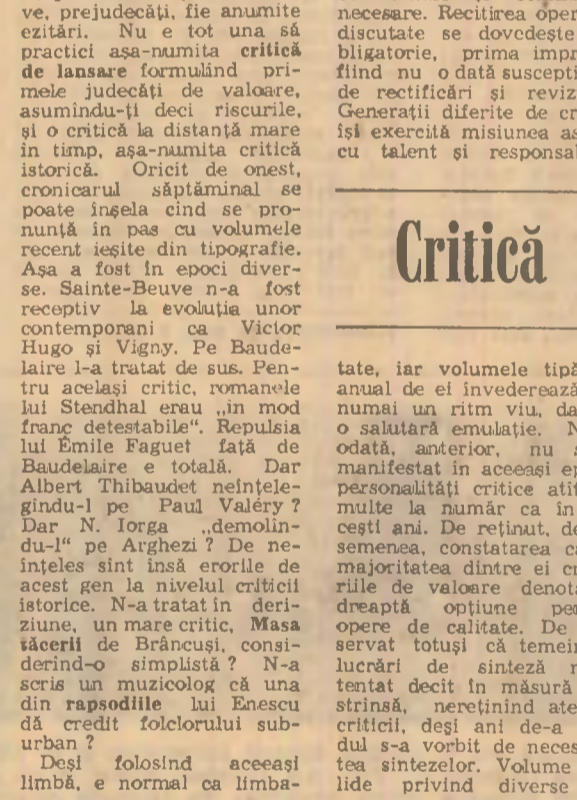 ve, prejudecăți, fie anumite
ezitări. Nu e tot una să
practici așa-numita critică
de lansare formulînd pri-
mele judecăți de valoare,
asumîndu-ți deci riscurile,
și o critică la distanță mare
în timp, așa-numita critică
istorică. Oricit de onest,
cronicarul săptăminal se
poate înșela cînd se pro-
nunță în pas cu volumele
recent ieșite din tipografie.
Așa a fost în epoci diver-
se. Sainte-Beuve n-a fost
receptiv la evoluția unor
contemporani ca Victor
Hugo și Vigny. Pe Baude-
laire l-a tratat de sus. Pen-
tru același critic, romanele
lui Stendhal erau „in mod
franc detestabile“. Repulsia
lui Émile Faguet față de
Baudelaire e totală. Dar
Albert Thibaudet neînțele-
gîndu-l pe Paul Valéry ?
Dar N. Iorga „demolîn-
du-l“ pe Arghezi ? De ne-
înțeles sînt însă erorile de
acest gen la nivelul criticii
istorice. N-a tratat în deri-
ziune, un mare critic, Masa
tăcerii de Brâncuși, consi-
derînd-o simplistă ? N-a
scris un muzicolog că una
din rapsodiile lui Enescu
dă credit folclorului sub-
urban ?
Deși folosind aceeași
limbă, e normal ca limba-
necesare. Recitirea oper
discutate se dovedește
bligatorie, prima impr
fiind nu o dată suscepti
de rectificări și reviz
Generații diferite de cr
își exercită misiunea as
cu talent și responsal
Critică
tate, iar volumele tipă
anual de ei învederează
numai un ritm viu, da
o salutară emulație. N
odată, anterior, nu s
manifestat în aceeași ep
personalități critice atît
multe la număr ca în
cești ani. De reținut, de
semenea, constatarea că
majoritatea dintre ei cr
riile de valoare denotă
dreaptă opțiune pe
opere de calitate. De
servat totuși că temein
lucrări de sinteză n
tentat decît în măsură
strînsă, nereținînd ate
criticii, deși ani de-a
dul s-a vorbit de neces
tea sintezelor. Volume
lide privind diverse